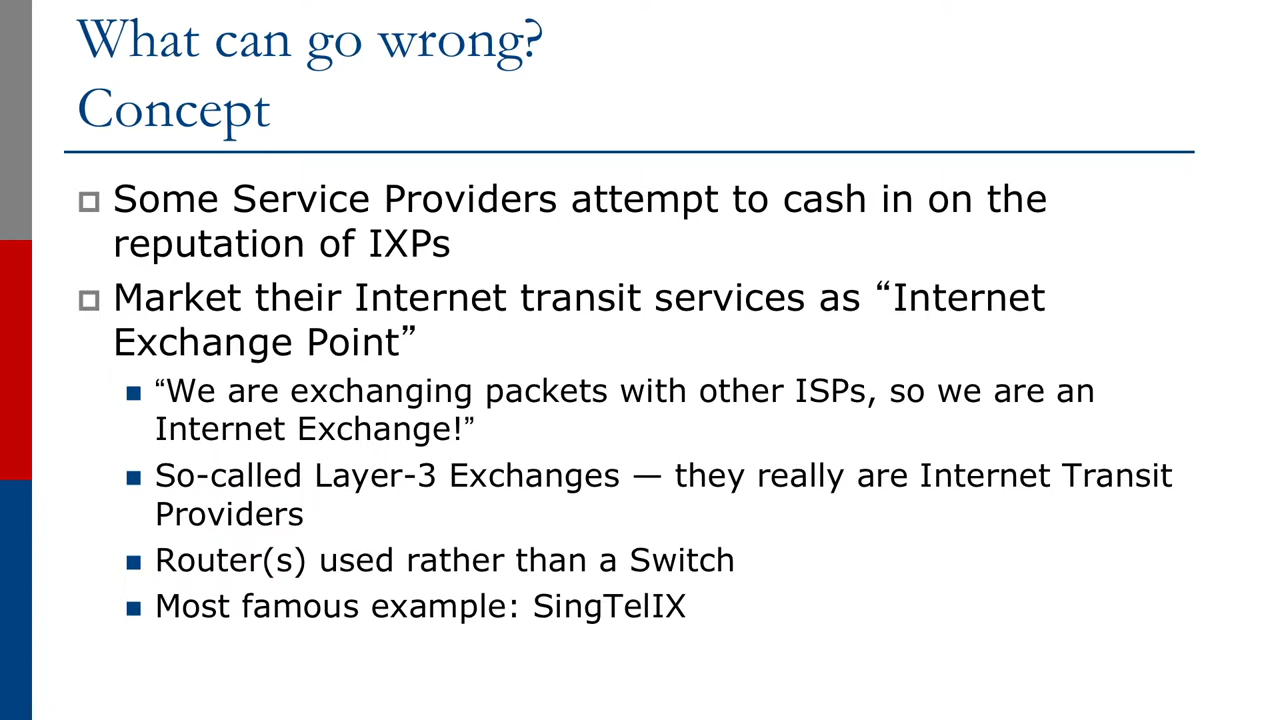 What can go wrong?
Concept
Some Service Providers attempt to cash in on the
reputation of IXPs
Market their Internet transit services as “Internet
Exchange Point”
“We are exchanging packets with other ISPs, so we are an
Internet Exchange!”
So-called Layer-3 Exchanges — they really are Internet Transit
Providers
Router(s) used rather than a Switch
Most famous example: SingTelIX